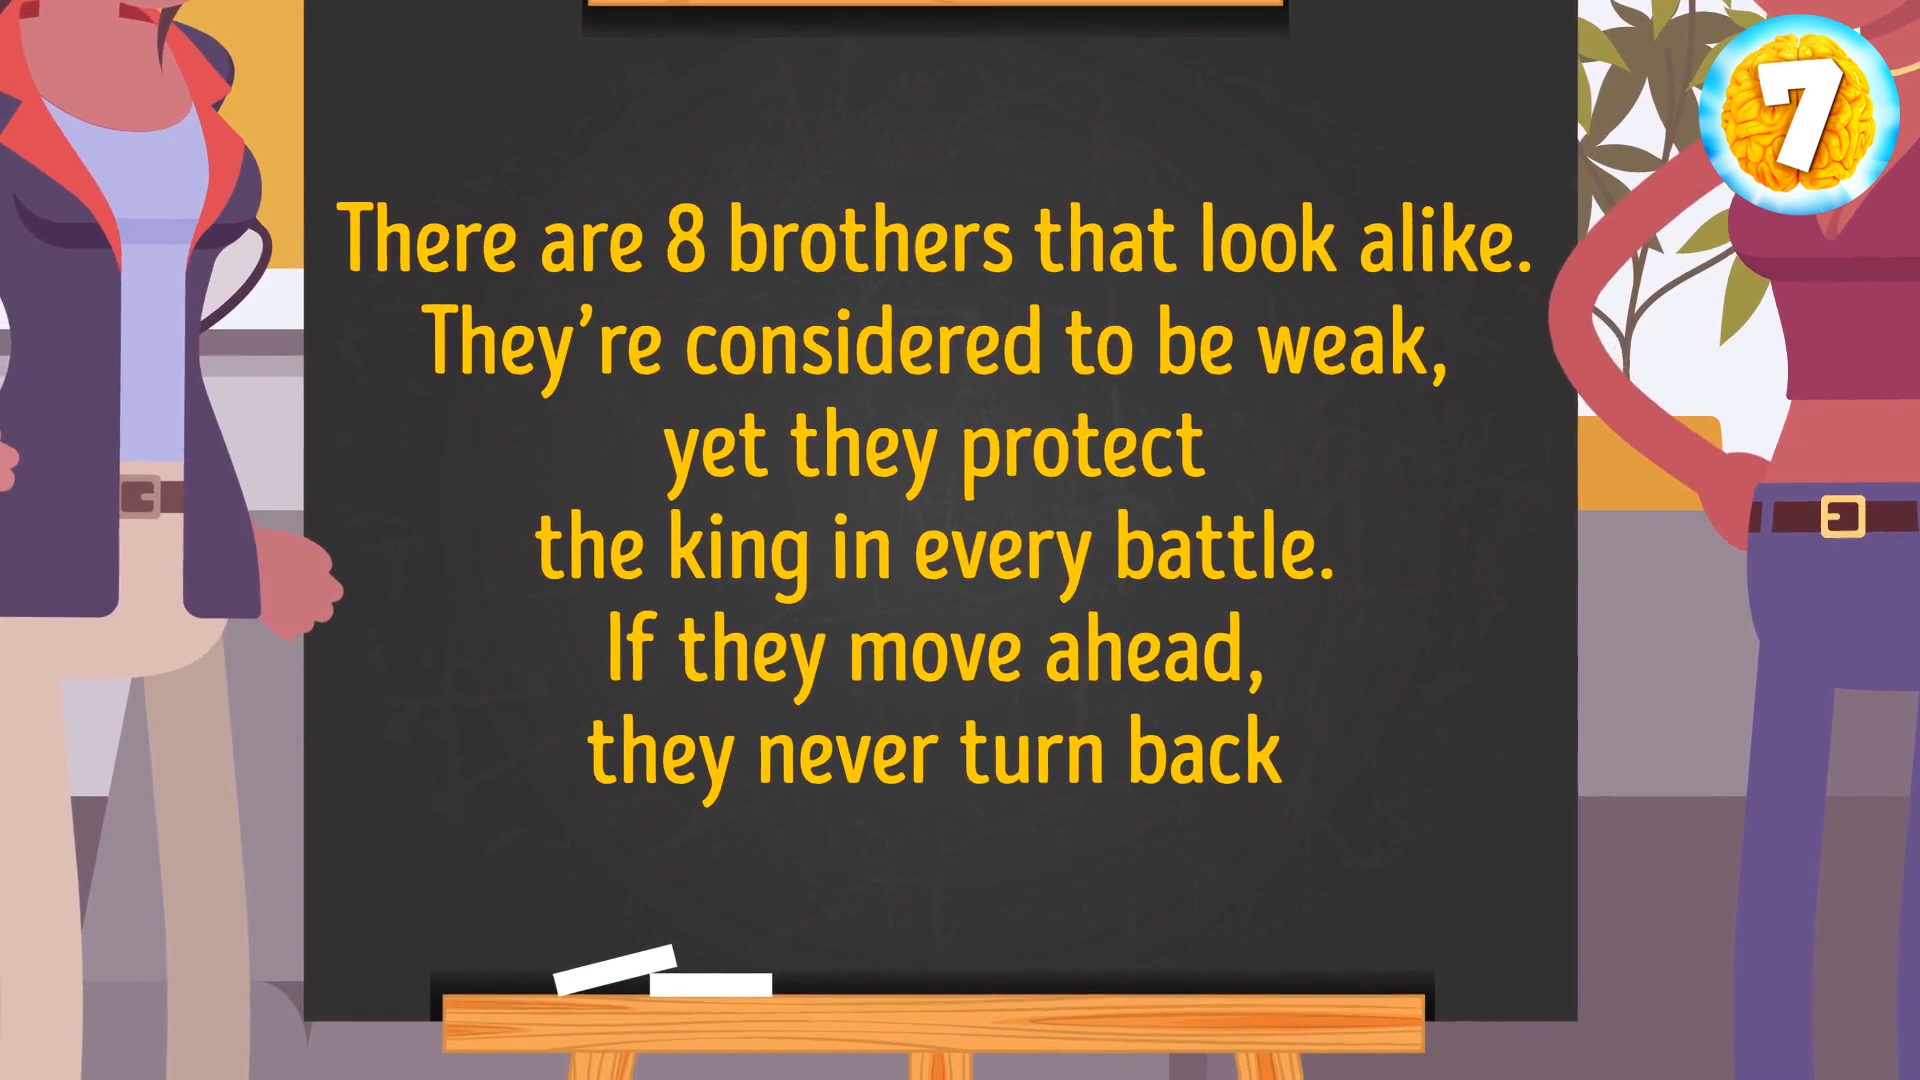 7
There are 8 brothers that look alike.
They’re considered to be weak,
yet they protect
the king in every battle.
If they move ahead,
they never turn back